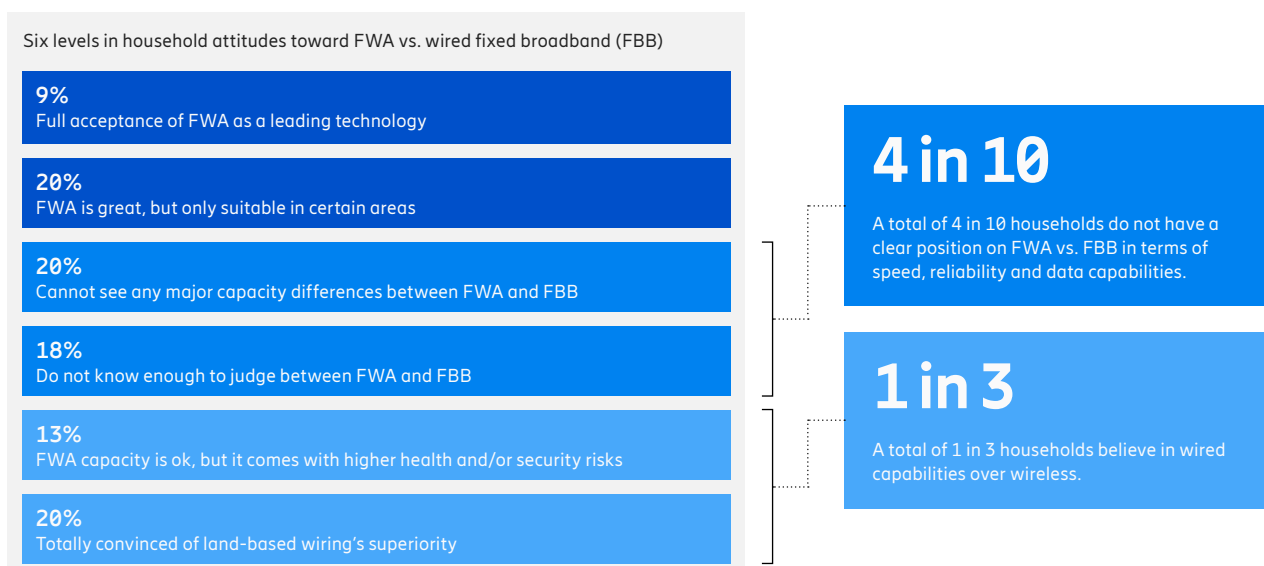 Six levels in household attitudes toward FWA vs. wired fixed broadband (FBB)
9%
Full acceptance of FWA as a leading technology
20%
FWA is great, but only suitable in certain areas
20%
Cannot see any major capacity differences between FWA and FBB
18%
Do not know enough to judge between FWA and FBB
13%
FWA capacity is ok, but it comes with higher health and/or security risks
20%
Totally convinced of land-based wiring's superiority
4 in 10
A total of 4 in 10 households do not have a
clear position on FWA vs. FBB in terms of
speed, reliability and data capabilities.
1 in 3
A total of 1 in 3 households believe in wired
capabilities over wireless.